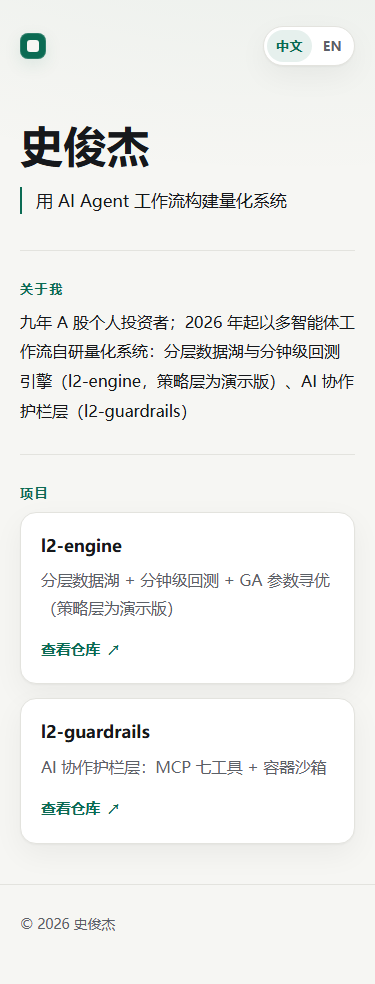 中文 EN
史俊杰
用 AI Agent 工作流构建量化系统
关于我
九年 A 股个人投资者；2026 年起以多智能体工
作流自研量化系统：分层数据湖与分钟级回测
引擎（l2-engine，策略层为演示版）、AI 协作
护栏层（l2-guardrails）
项目
l2-engine
分层数据湖 + 分钟级回测 + GA 参数寻优
（策略层为演示版）
查看仓库 ↗
l2-guardrails
AI 协作护栏层：MCP 七工具 + 容器沙箱
查看仓库 ↗
© 2026 史俊杰